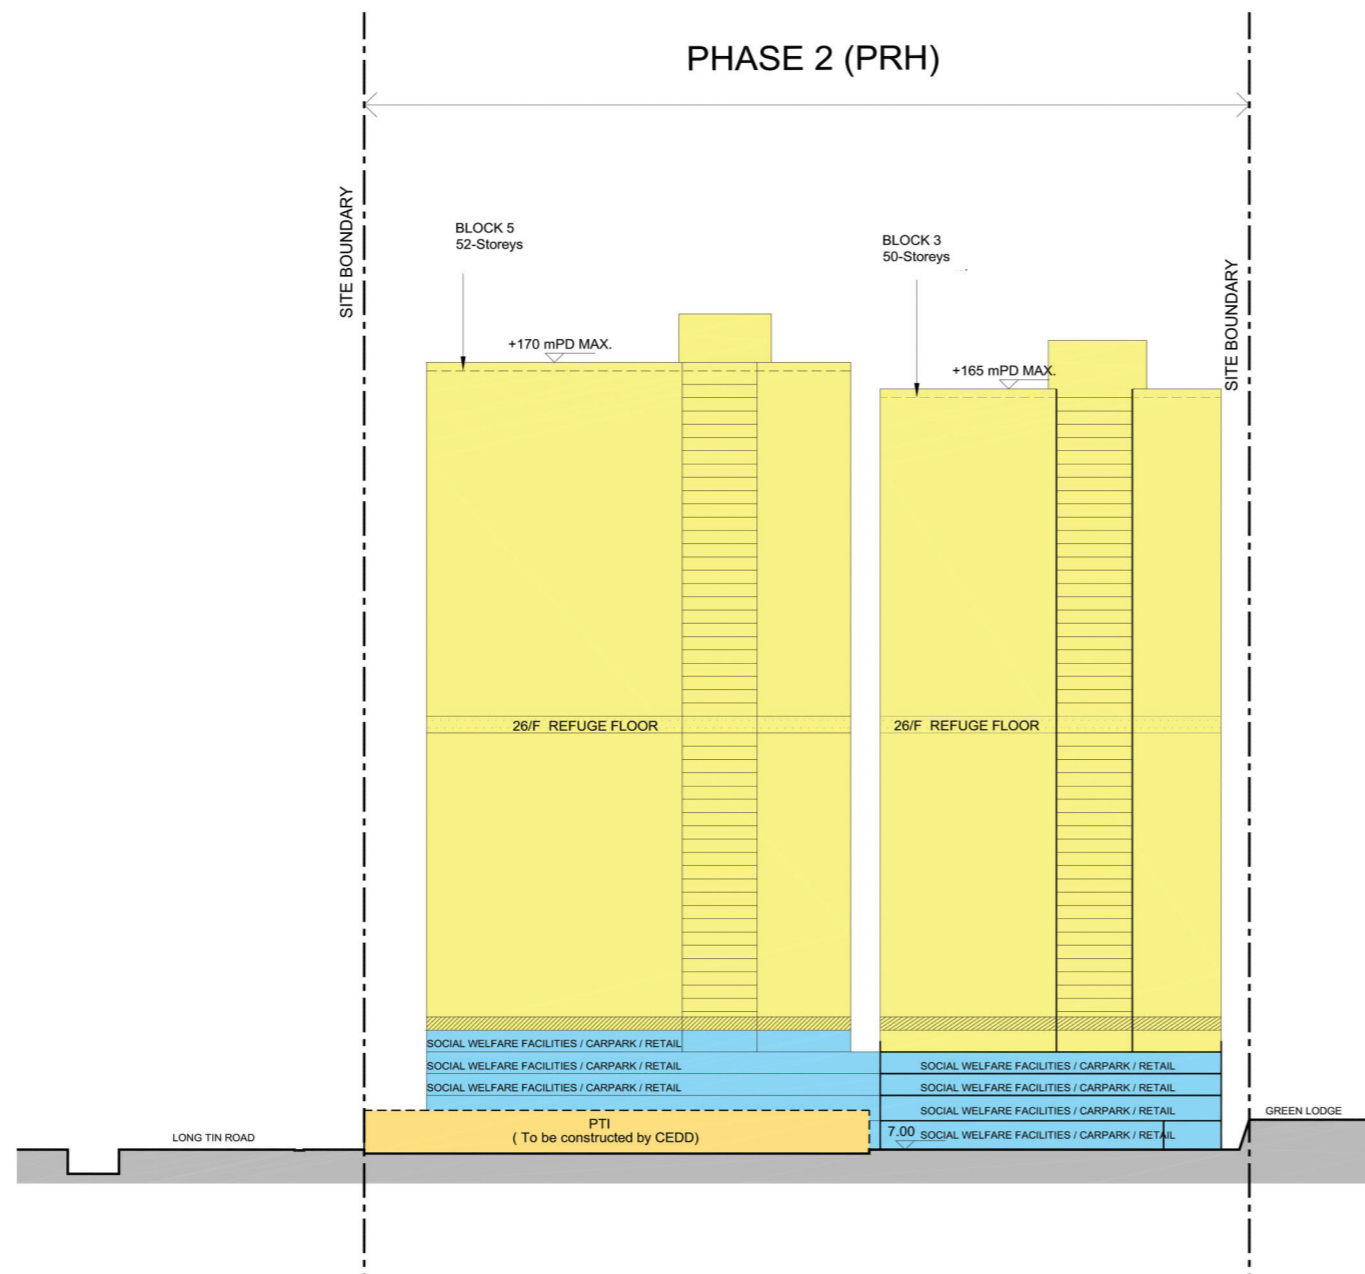 PHASE 2 (PRH)
SITE BOUNDARY
BLOCK 5
52-Storeys
BLOCK 3
50-Storeys
SITE BOUNDARY
+170 mPD MAX.
+165 mPD MAX.
26/F REFUGE FLOOR
26/F REFUGE FLOOR
SOCIAL WELFARE FACILITIES / CARPARK / RETAIL
SOCIAL WELFARE FACILITIES / CARPARK / RETAIL
SOCIAL WELFARE FACILITIES / CARPARK / RETAIL
SOCIAL WELFARE FACILITIES / CARPARK / RETAIL
SOCIAL WELFARE FACILITIES / CARPARK / RETAIL
SOCIAL WELFARE FACILITIES / CARPARK / RETAIL
GREEN LODGE
PTI
( To be constructed by CEDD)
7.00
SOCIAL WELFARE FACILITIES / CARPARK / RETAIL
LONG TIN ROAD